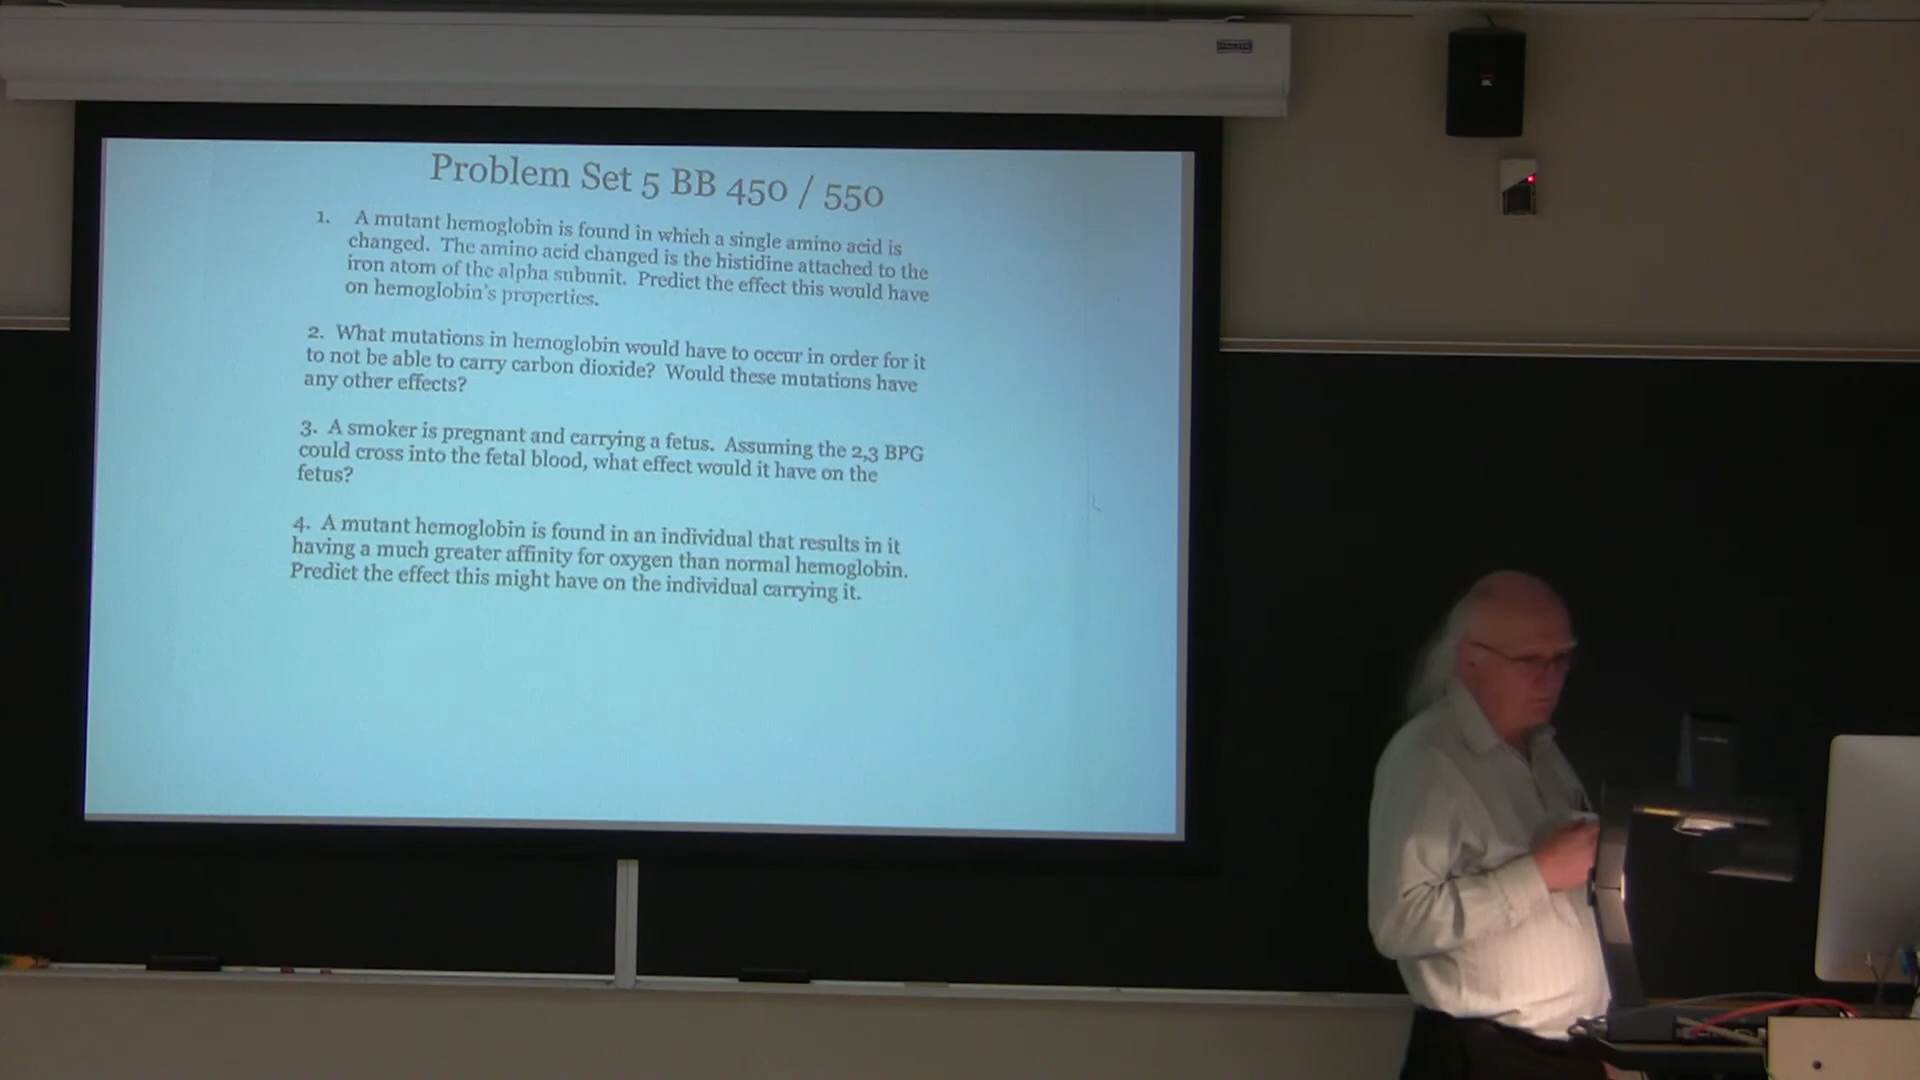 Problem Set 5 BB 450 / 550
1. A mutant hemoglobin is found in which a single amino acid is
changed. The amino acid changed is the histidine attached to the
iron atom of the alpha subunit. Predict the effect this would have
on hemoglobin's properties.
2. What mutations in hemoglobin would have to occur in order for it
to not be able to carry carbon dioxide? Would these mutations have
any other effects?
3. A smoker is pregnant and carrying a fetus. Assuming the 2,3 BPG
could cross into the fetal blood, what effect would it have on the
fetus?
4. A mutant hemoglobin is found in an individual that results in it
having a much greater affinity for oxygen than normal hemoglobin.
Predict the effect this might have on the individual carrying it.